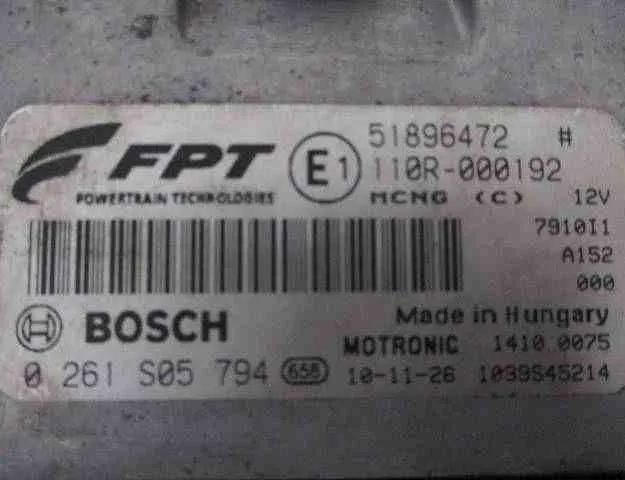 FPT
POWERTRAIN TECHNOLOGIES
E1
51896472 #
110R-000192
MCNG (C) 12V
7910I1
A152
000
BOSCH
Made in Hungary
MOTRONIC 1410.0075
0 261 S05 794 658 10-11-26 1039S45214